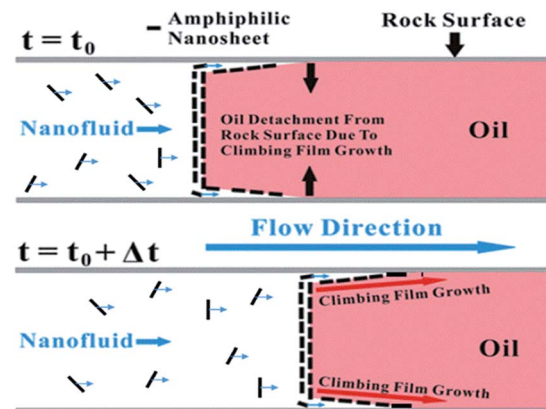 t = t₀
Amphiphilic
Nanosheet
Rock Surface
Nanofluid
Oil Detachment From
Rock Surface Due To
Climbing Film Growth
Oil
Flow Direction
t = t₀ + Δt
Climbing Film Growth
Nanofluid
Oil
Climbing Film Growth